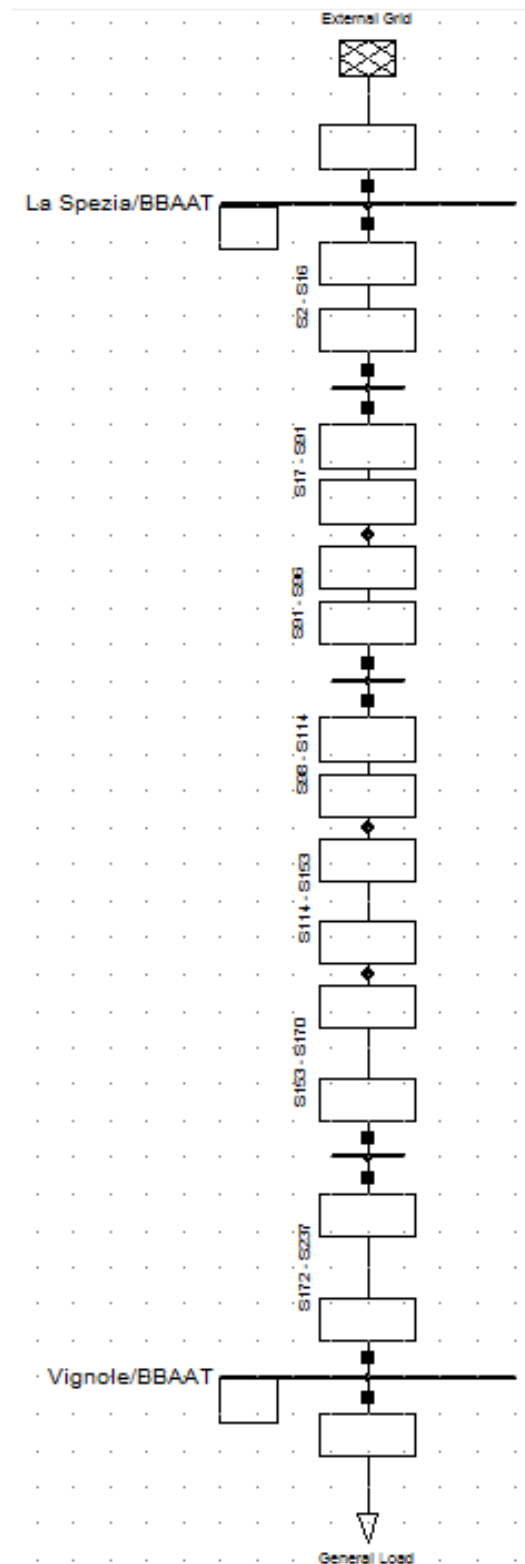 External Grid
La Spezia/BBAAT
S2 - S16
S17 - S91
S91 - S96
S98 - S114
S114 - S153
S153 - S170
S172 - S237
Vignole/BBAAT
General Load